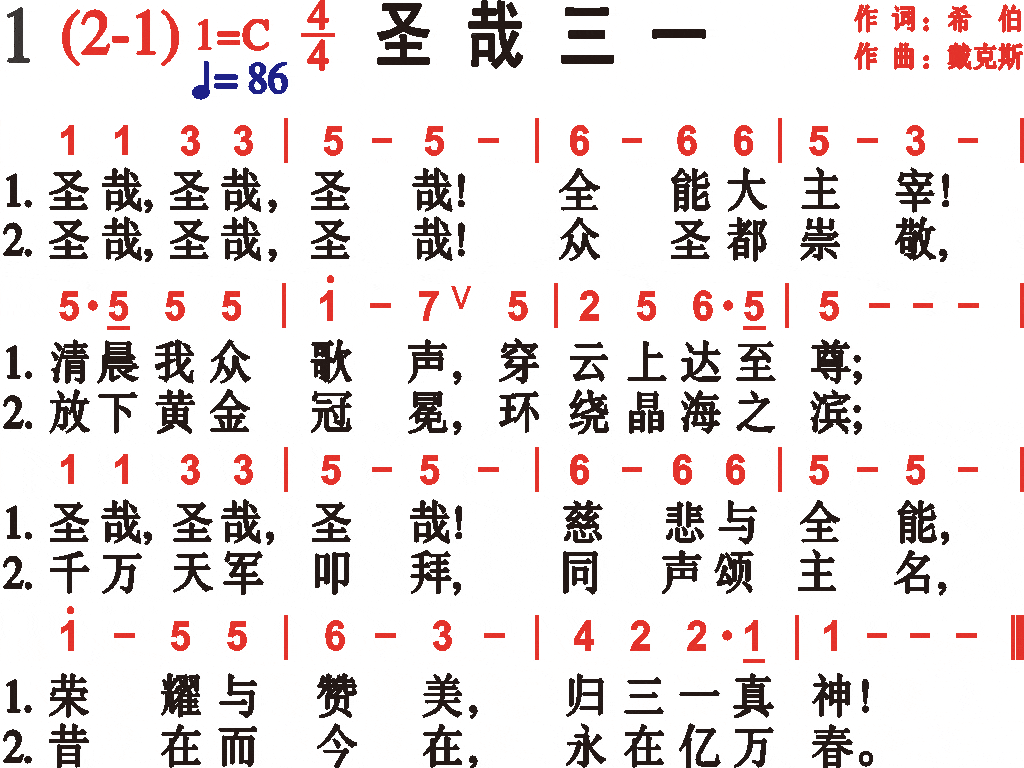 1 (2-1) 1=C 4/4 圣哉三一 作词：希伯
♩= 86 作曲：戴克斯
1 1 3 3 | 5 - 5 - | 6 - 6 6 | 5 - 3 - |
1. 圣哉, 圣哉, 圣哉! 全能大主宰!
2. 圣哉, 圣哉, 圣哉! 众圣都崇敬,
5·5 5 5 | i - 7 V 5 | 2 5 6·5 | 5 - - - |
1. 清晨我众歌声, 穿云上达至尊;
2. 放下黄金冠冕, 环绕晶海之滨;
1 1 3 3 | 5 - 5 - | 6 - 6 6 | 5 - 5 - |
1. 圣哉, 圣哉, 圣哉! 慈悲与全能,
2. 千万天军叩拜, 同声颂主名,
i - 5 5 | 6 - 3 - | 4 2 2·1 | 1 - - - ‖
1. 荣耀与赞美, 归三一真神!
2. 昔在而今在, 永在亿万春。